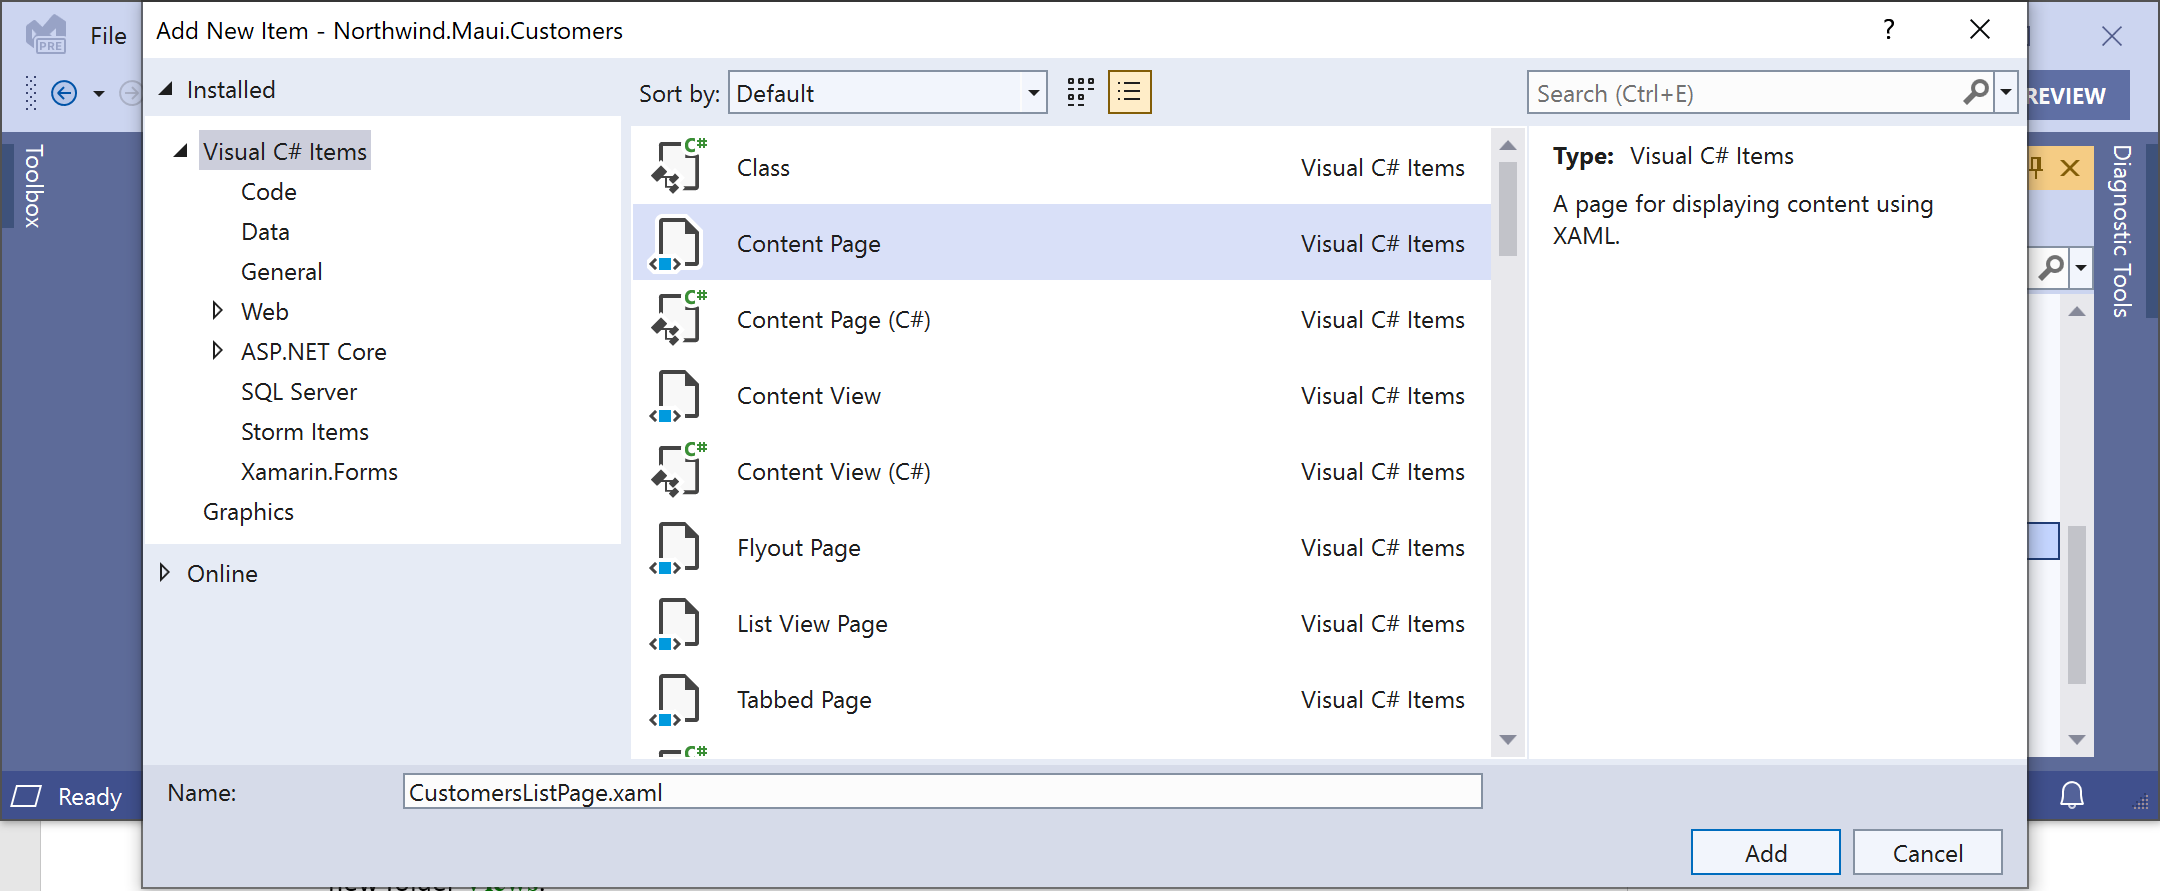 PRE
File
Add New Item - Northwind.Maui.Customers
?
Installed
Sort by: Default
Search (Ctrl+E)
Toolbox
Visual C# Items
Code
Data
General
Web
ASP.NET Core
SQL Server
Storm Items
Xamarin.Forms
Graphics
Online
C# Class Visual C# Items
Content Page Visual C# Items
C# Content Page (C#) Visual C# Items
Content View Visual C# Items
C# Content View (C#) Visual C# Items
Flyout Page Visual C# Items
List View Page Visual C# Items
Tabbed Page Visual C# Items
C#
Type: Visual C# Items
A page for displaying content using
XAML.
Diagnostic Tools
Ready
Name: CustomersListPage.xaml
Add Cancel